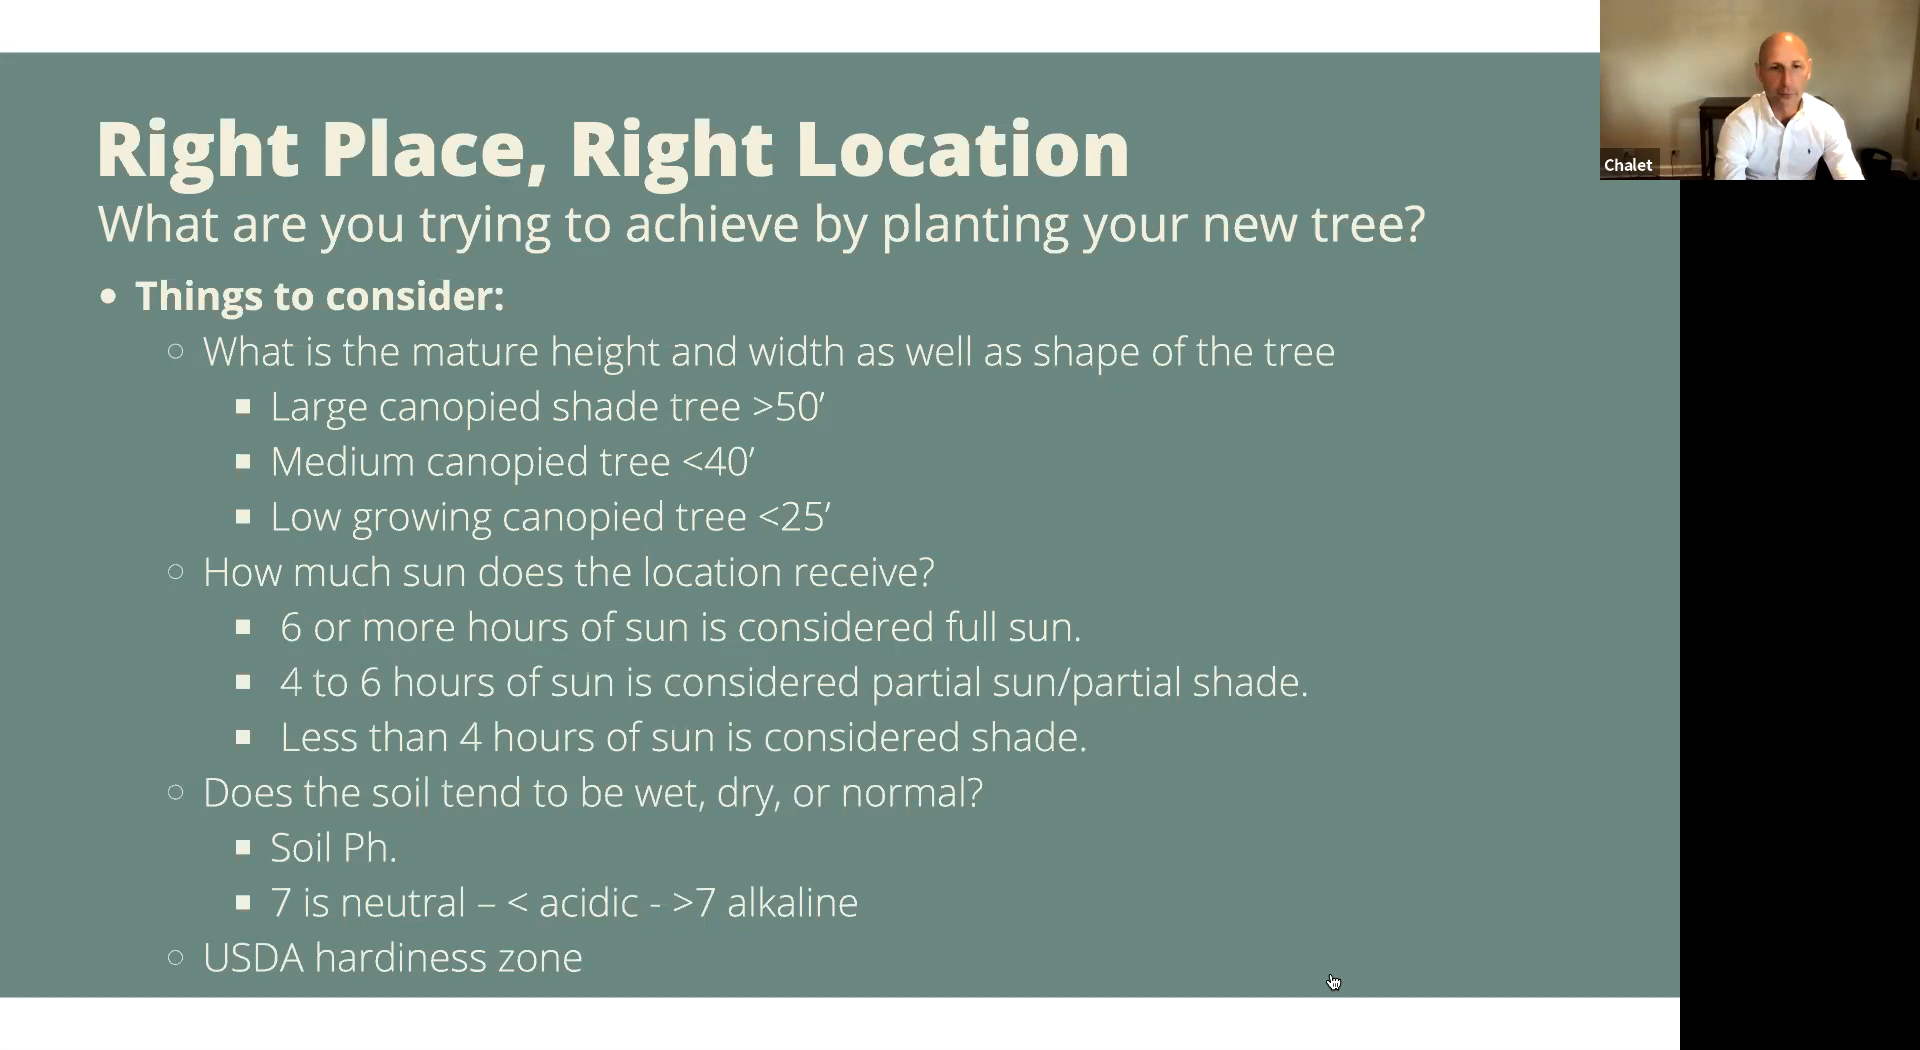 Right Place, Right Location
What are you trying to achieve by planting your new tree?
• Things to consider:
○ What is the mature height and width as well as shape of the tree
▪ Large canopied shade tree >50’
▪ Medium canopied tree <40’
▪ Low growing canopied tree <25’
○ How much sun does the location receive?
▪ 6 or more hours of sun is considered full sun.
▪ 4 to 6 hours of sun is considered partial sun/partial shade.
▪ Less than 4 hours of sun is considered shade.
○ Does the soil tend to be wet, dry, or normal?
▪ Soil Ph.
▪ 7 is neutral – < acidic - >7 alkaline
○ USDA hardiness zone
Chalet